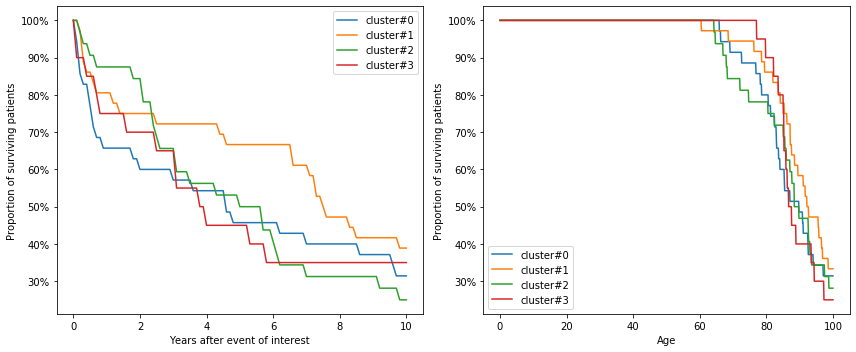 Proportion of surviving patients
100%
90%
80%
70%
60%
50%
40%
30%
cluster#0
cluster#1
cluster#2
cluster#3
0 2 4 6 8 10
Years after event of interest
Proportion of surviving patients
100%
90%
80%
70%
60%
50%
40%
30%
cluster#0
cluster#1
cluster#2
cluster#3
0 20 40 60 80 100
Age